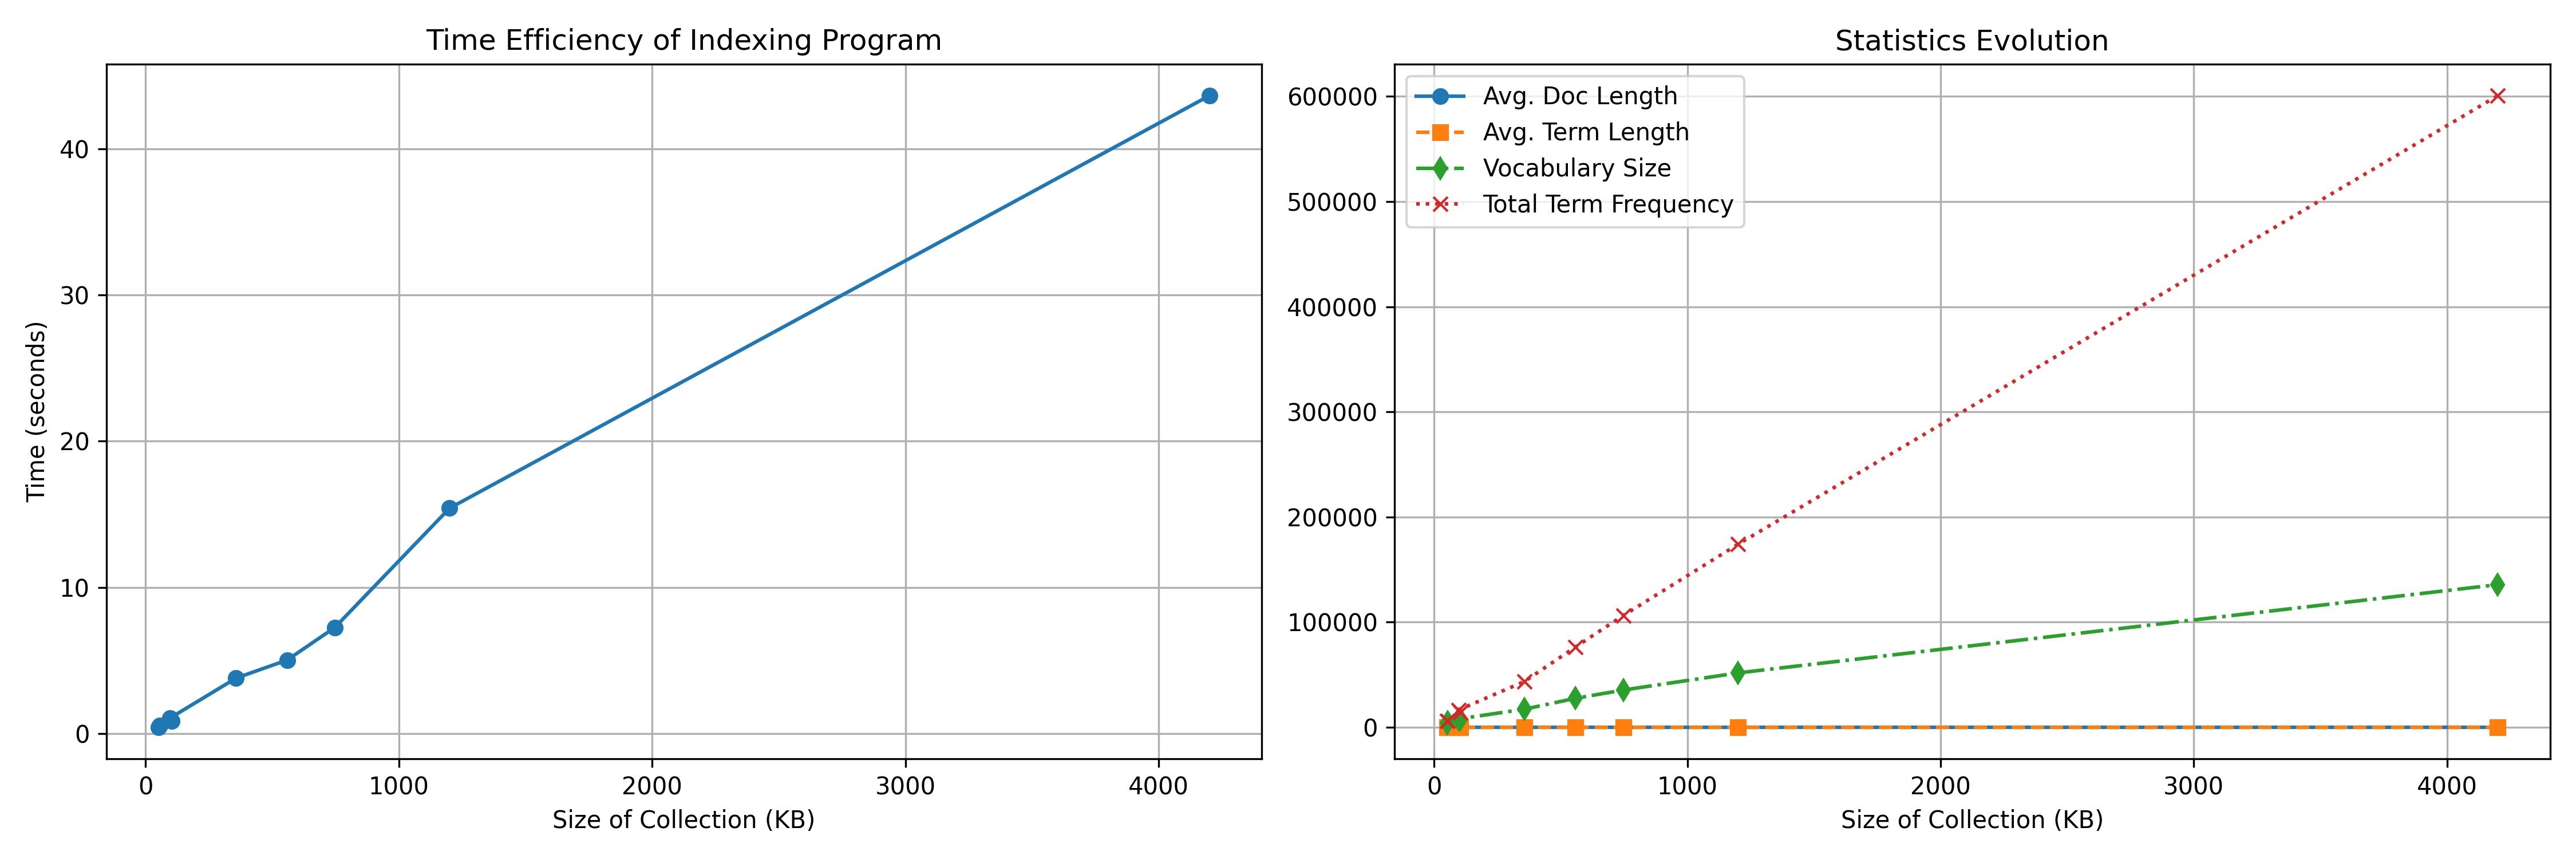 Time Efficiency of Indexing Program
40
30
20
10
0
Time (seconds)
0 1000 2000 3000 4000
Size of Collection (KB)
Statistics Evolution
Avg. Doc Length
Avg. Term Length
Vocabulary Size
Total Term Frequency
600000
500000
400000
300000
200000
100000
0
0 1000 2000 3000 4000
Size of Collection (KB)